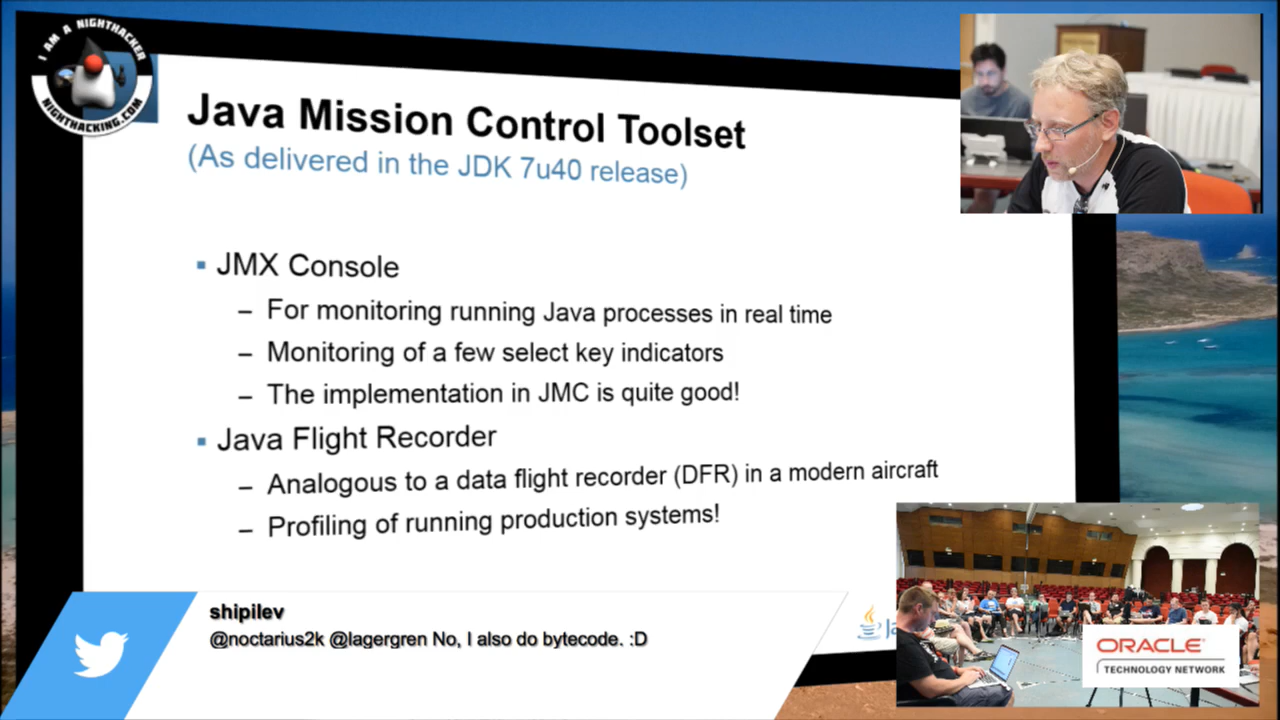 I AM A NIGHTHACKER
NIGHTHACKING.COM
Java Mission Control Toolset
(As delivered in the JDK 7u40 release)
▪ JMX Console
– For monitoring running Java processes in real time
– Monitoring of a few select key indicators
– The implementation in JMC is quite good!
▪ Java Flight Recorder
– Analogous to a data flight recorder (DFR) in a modern aircraft
– Profiling of running production systems!
shipilev
@noctarius2k @lagergren No, I also do bytecode. :D
ORACLE
TECHNOLOGY NETWORK